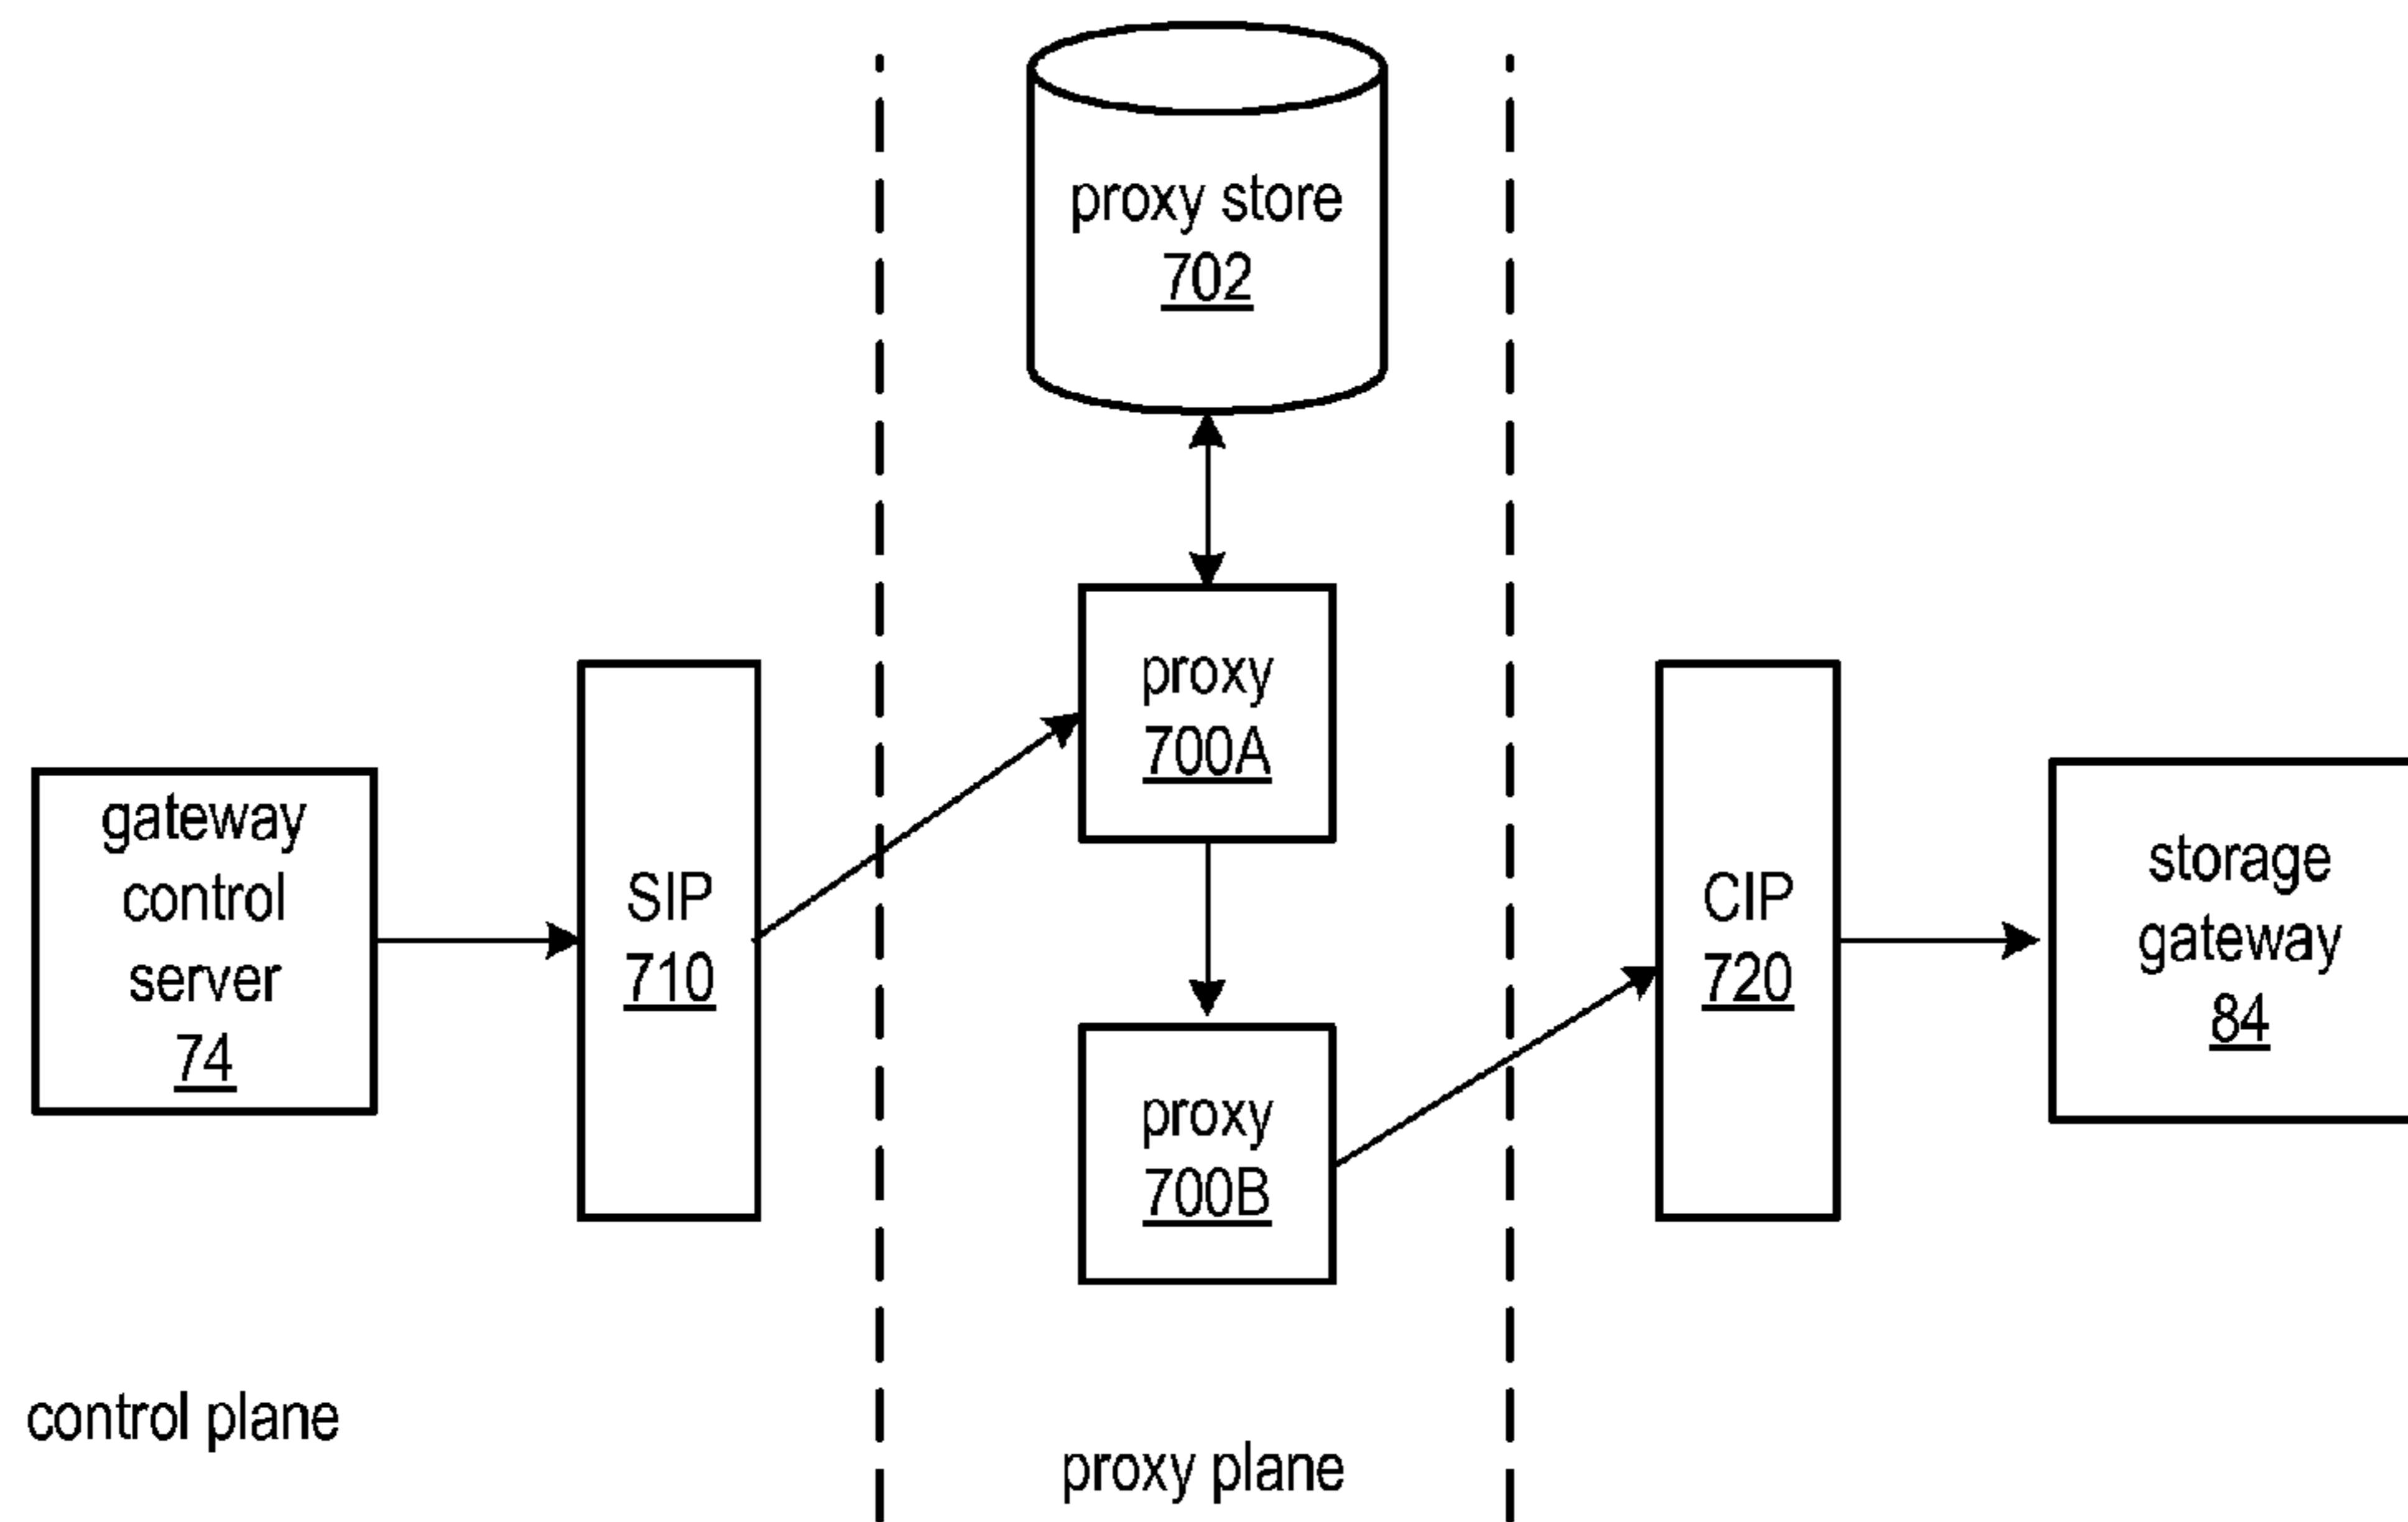 proxy store
702
proxy
700A
gateway
control
server
74
SIP
710
CIP
720
storage
gateway
84
proxy
700B
control plane
proxy plane